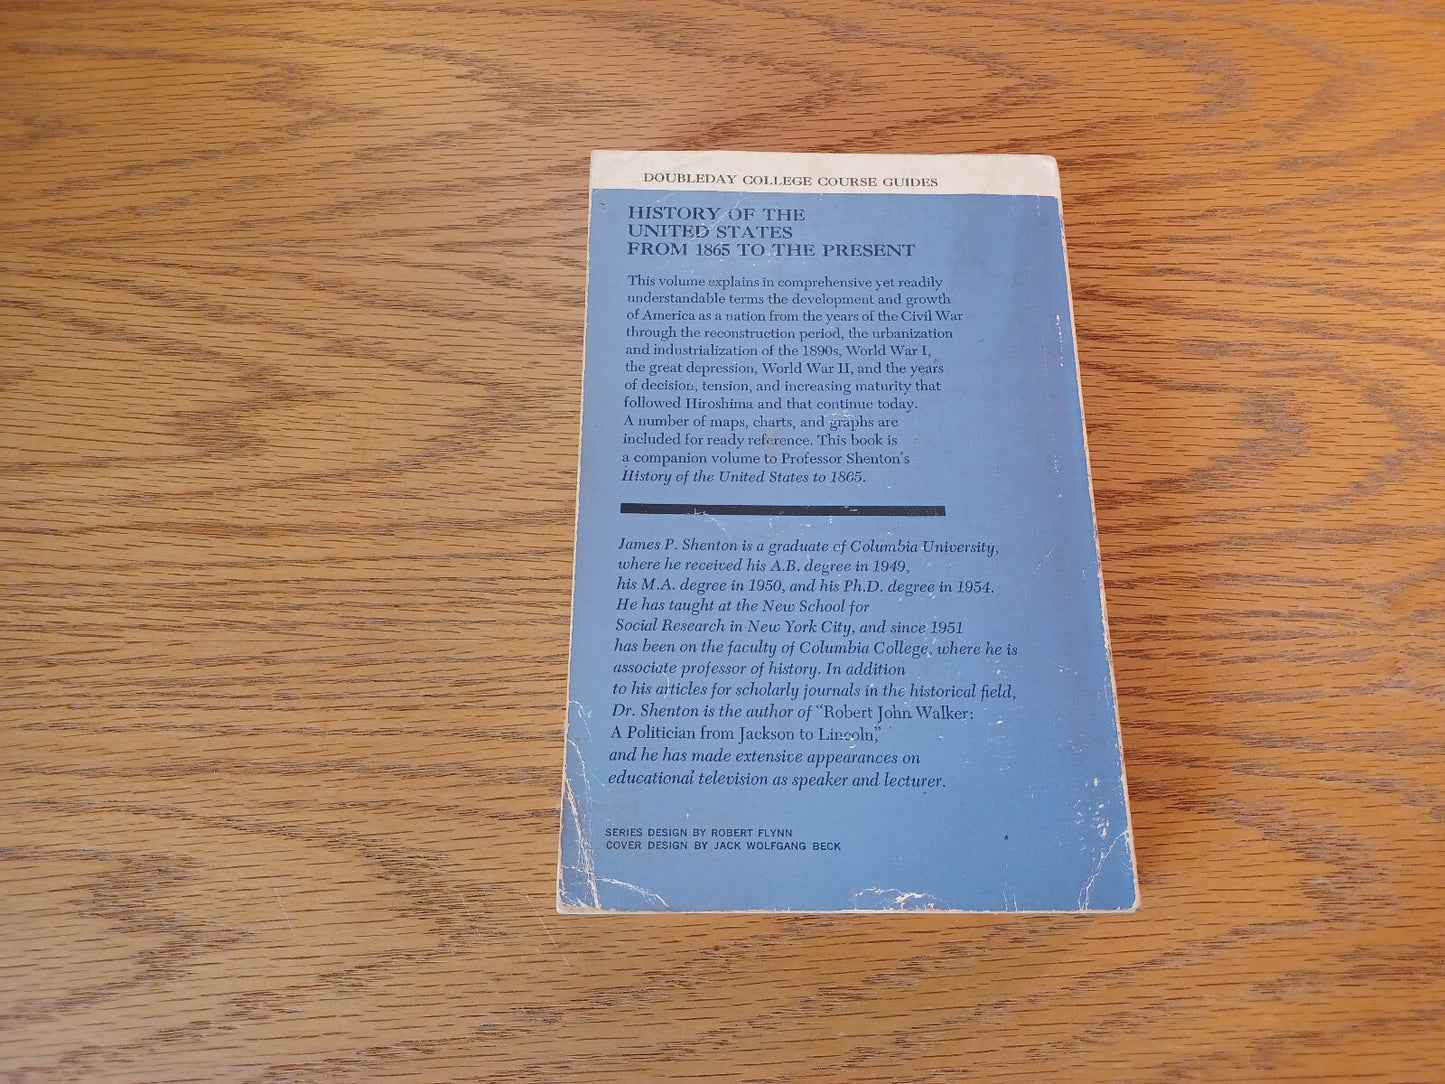 DOUBLEDAY COLLEGE COURSE GUIDES
HISTORY OF THE
UNITED STATES
FROM 1865 TO THE PRESENT
This volume explains in comprehensive yet readily
understandable terms the development and growth
of America as a nation from the years of the Civil War
through the reconstruction period, the urbanization
and industrialization of the 1890s, World War I,
the great depression, World War II, and the years
of decision, tension, and increasing maturity that
followed Hiroshima and that continue today.
A number of maps, charts, and graphs are
included for ready reference. This book is
a companion volume to Professor Shenton's
History of the United States to 1865.
James P. Shenton is a graduate of Columbia University,
where he received his A.B. degree in 1949,
his M.A. degree in 1950, and his Ph.D. degree in 1954.
He has taught at the New School for
Social Research in New York City, and since 1951
has been on the faculty of Columbia College, where he is
associate professor of history. In addition
to his articles for scholarly journals in the historical field,
Dr. Shenton is the author of “Robert John Walker:
A Politician from Jackson to Lincoln,”
and he has made extensive appearances on
educational television as speaker and lecturer.
SERIES DESIGN BY ROBERT FLYNN
COVER DESIGN BY JACK WOLFGANG BECK